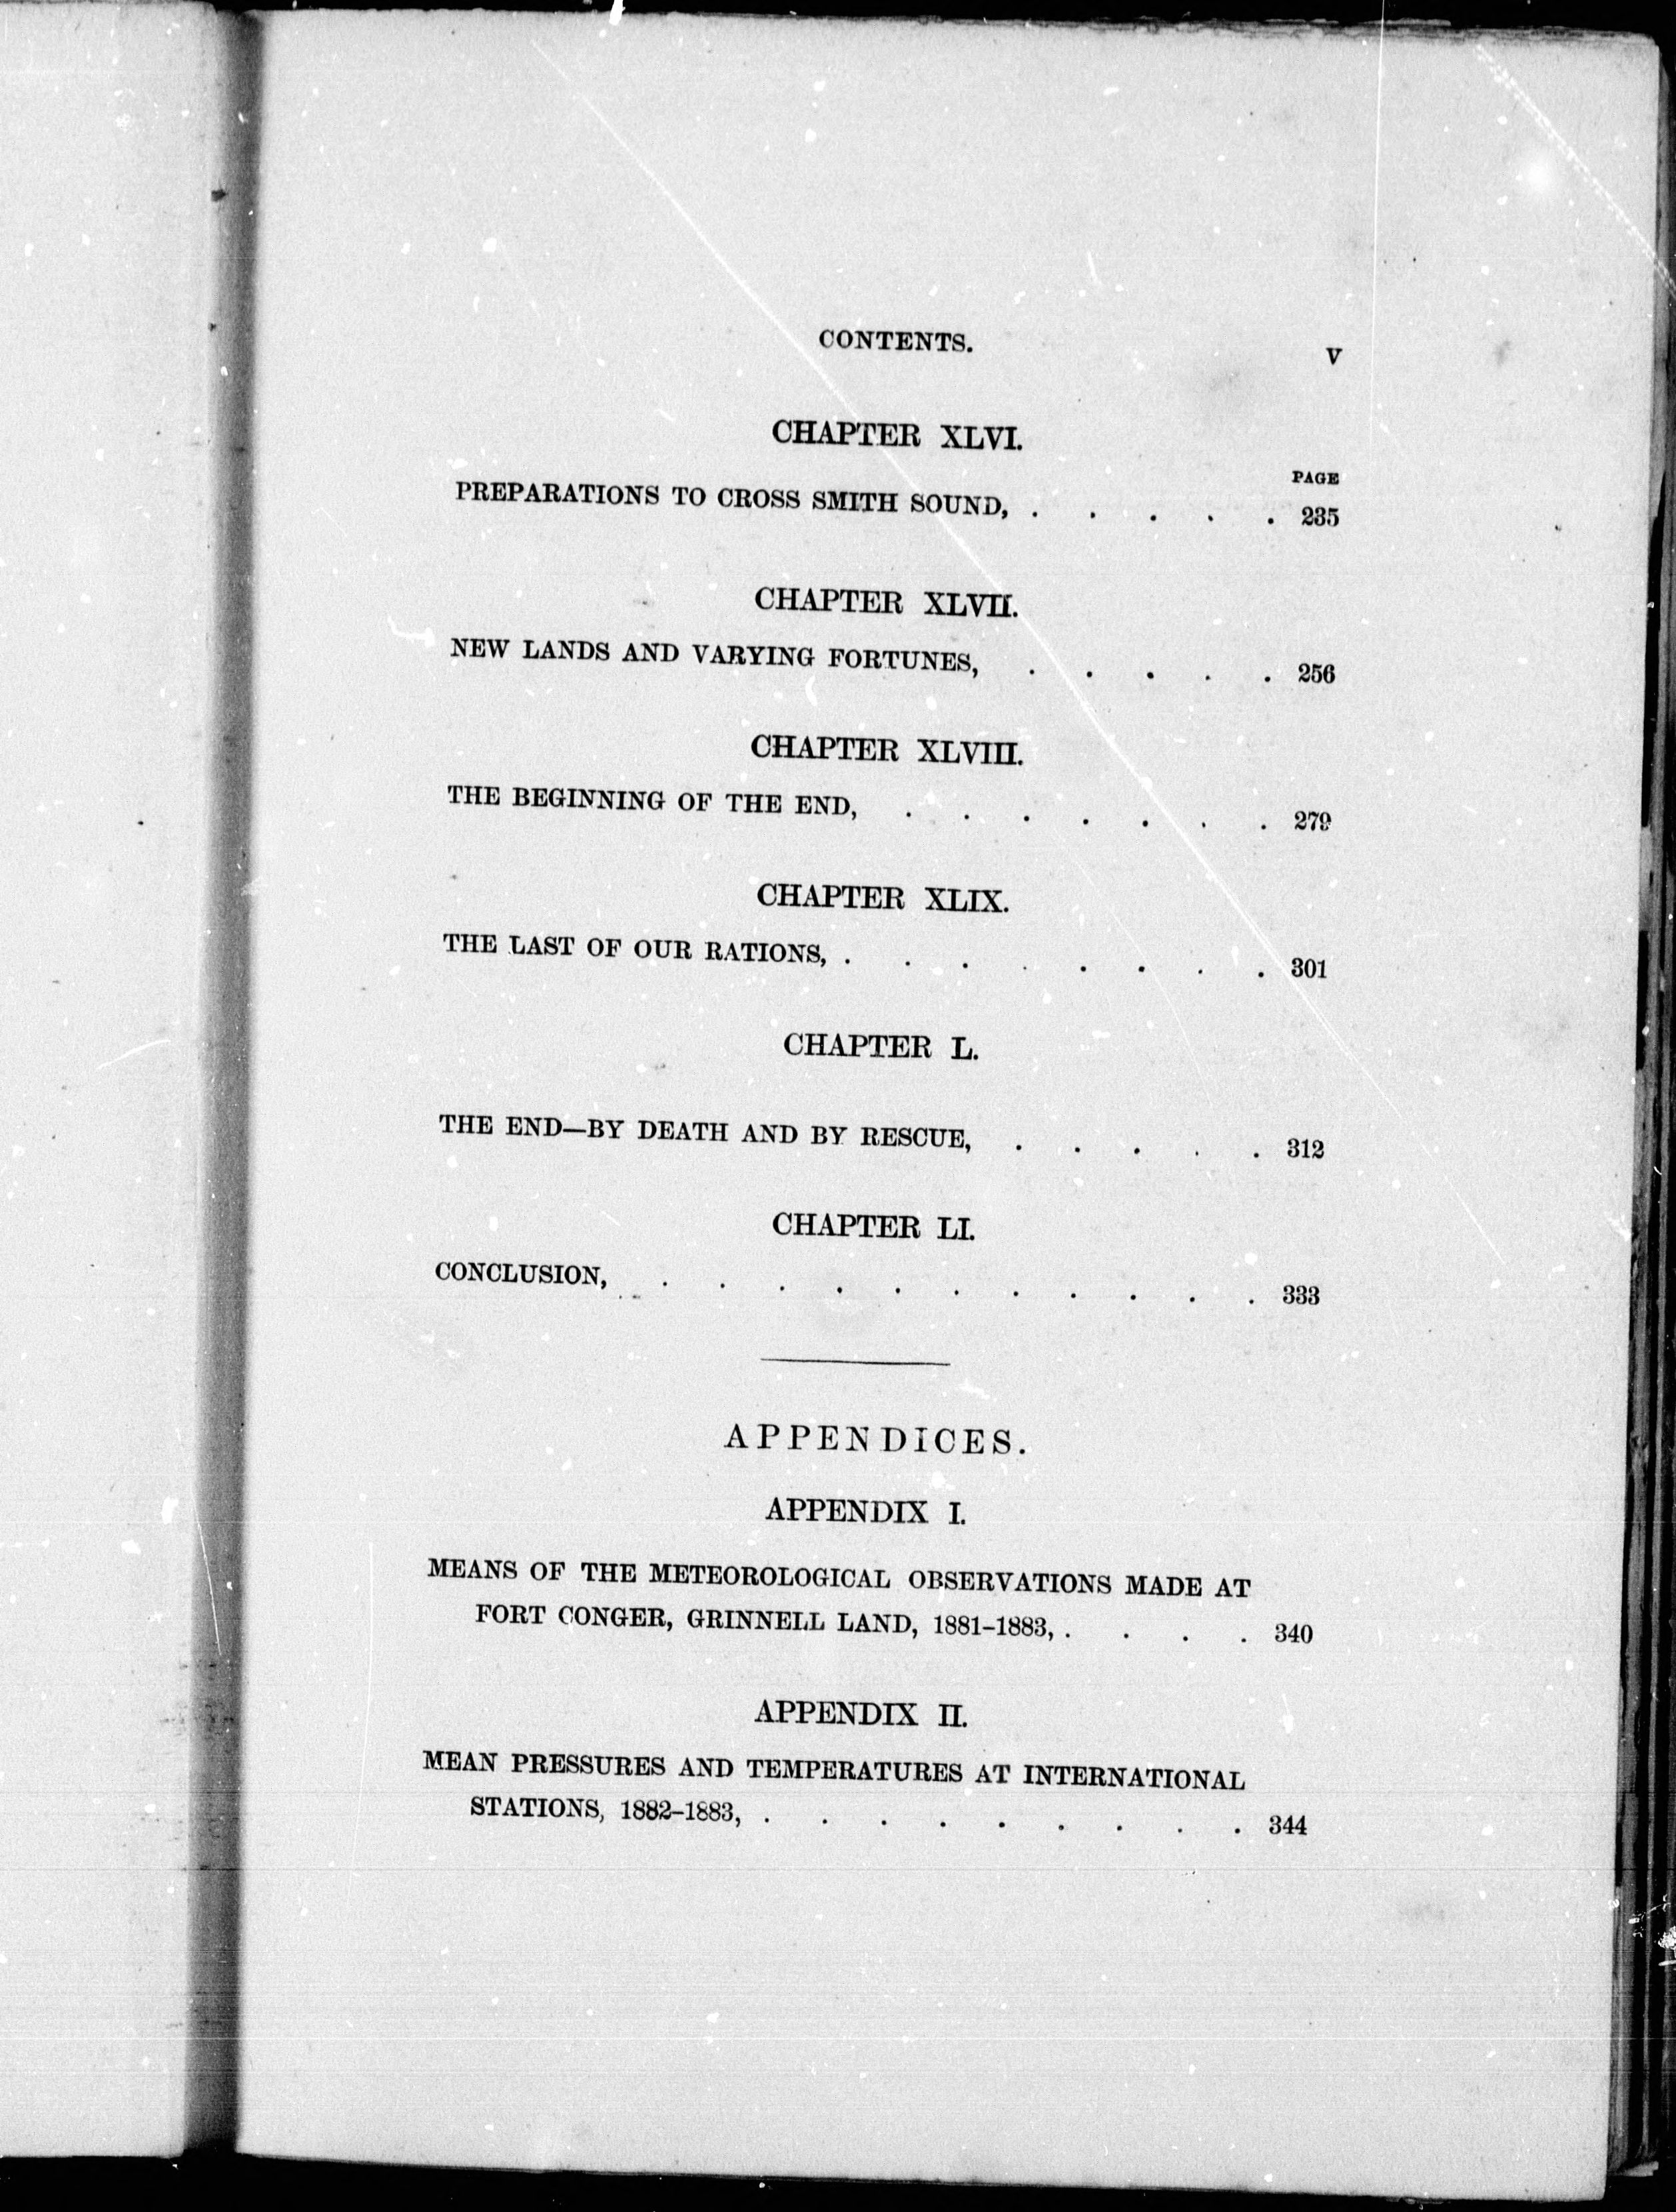 CONTENTS. V
CHAPTER XLVI.
PAGE
PREPARATIONS TO CROSS SMITH SOUND, . . . . . 235
CHAPTER XLVII.
NEW LANDS AND VARYING FORTUNES, . . . . . 256
CHAPTER XLVIII.
THE BEGINNING OF THE END, . . . . . . . 279
CHAPTER XLIX.
THE LAST OF OUR RATIONS, . . . . . . . . 301
CHAPTER L.
THE END—BY DEATH AND BY RESCUE, . . . . . 312
CHAPTER LI.
CONCLUSION, . . . . . . . . . . . 333
APPENDICES.
APPENDIX I.
MEANS OF THE METEOROLOGICAL OBSERVATIONS MADE AT
FORT CONGER, GRINNELL LAND, 1881–1883, . . . . 340
APPENDIX II.
MEAN PRESSURES AND TEMPERATURES AT INTERNATIONAL
STATIONS, 1882–1883, . . . . . . . . . 344